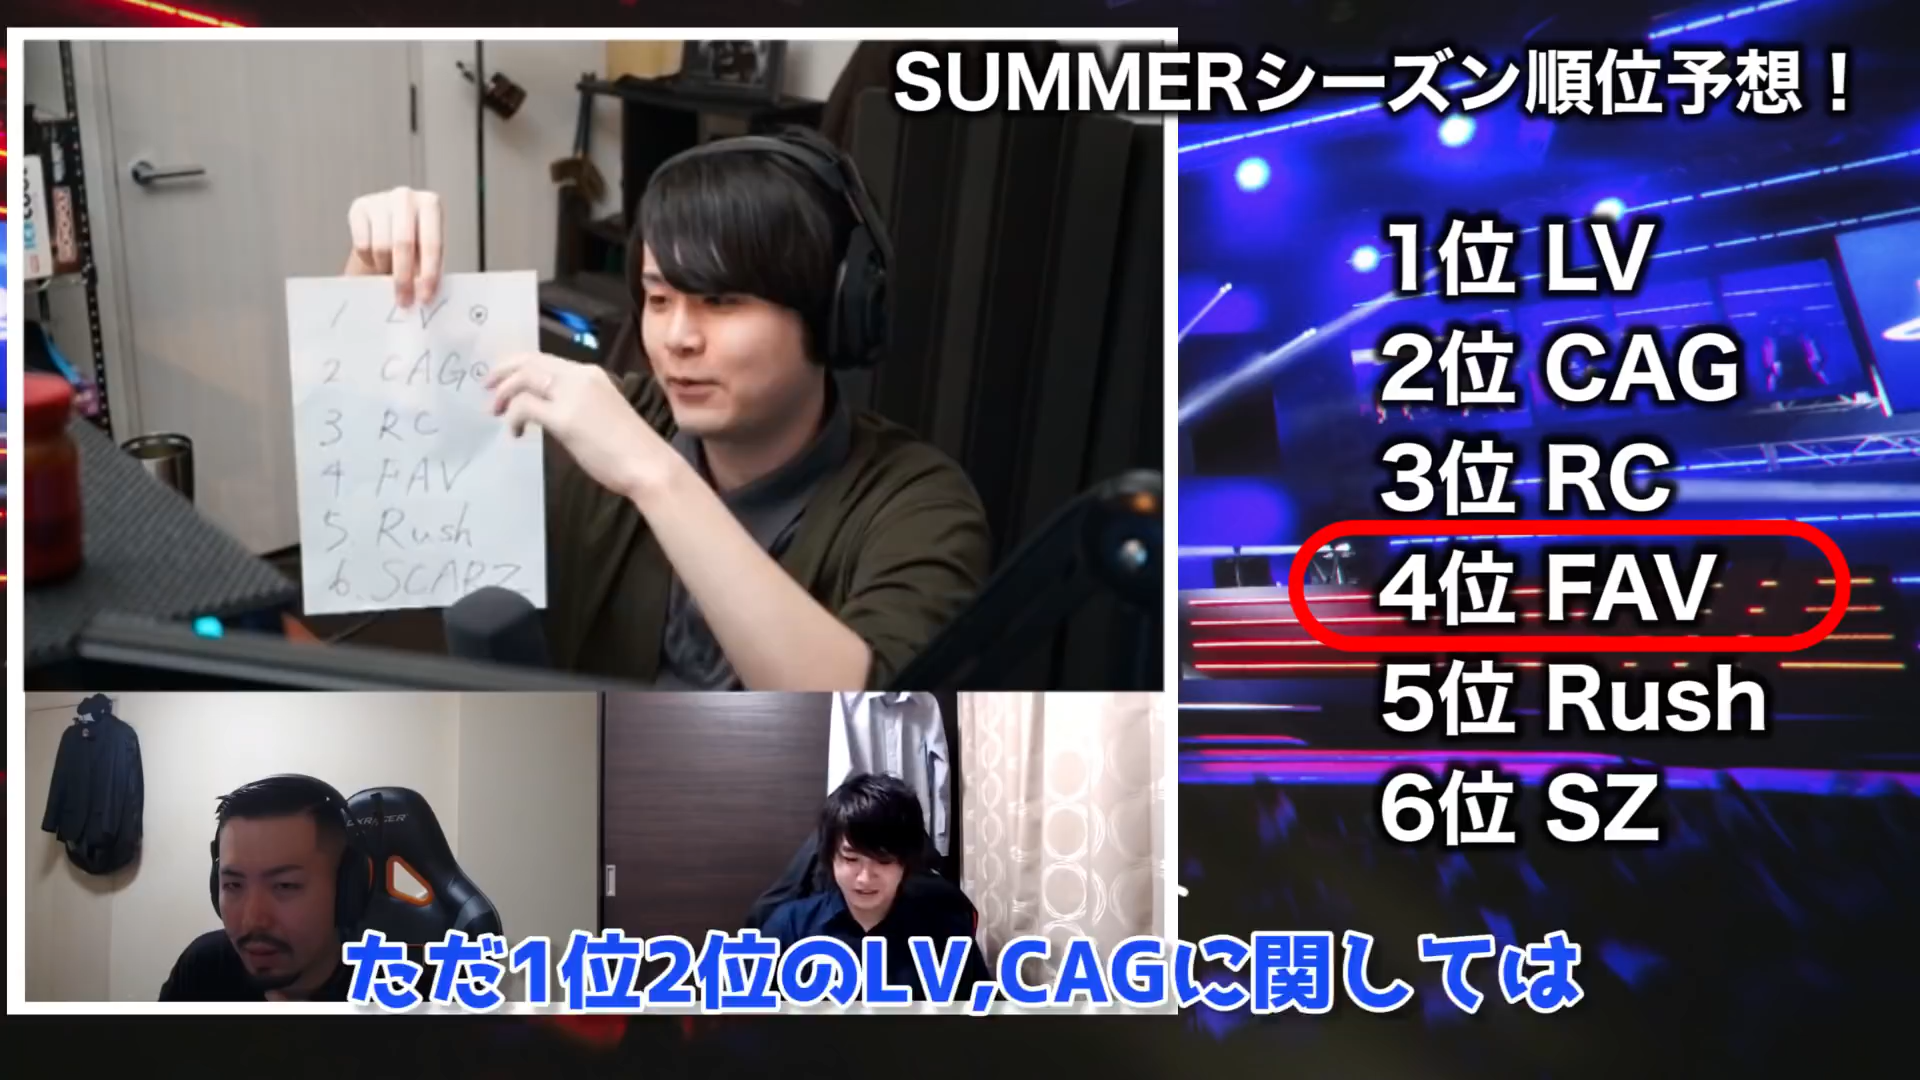 SUMMERシーズン順位予想！
1 LV
2 CAG
3 RC
4 FAV
5. Rush
6. SCARZ
1位 LV
2位 CAG
3位 RC
4位 FAV
5位 Rush
6位 SZ
MONOPOLY
ただ1位2位のLV,CAGに関しては